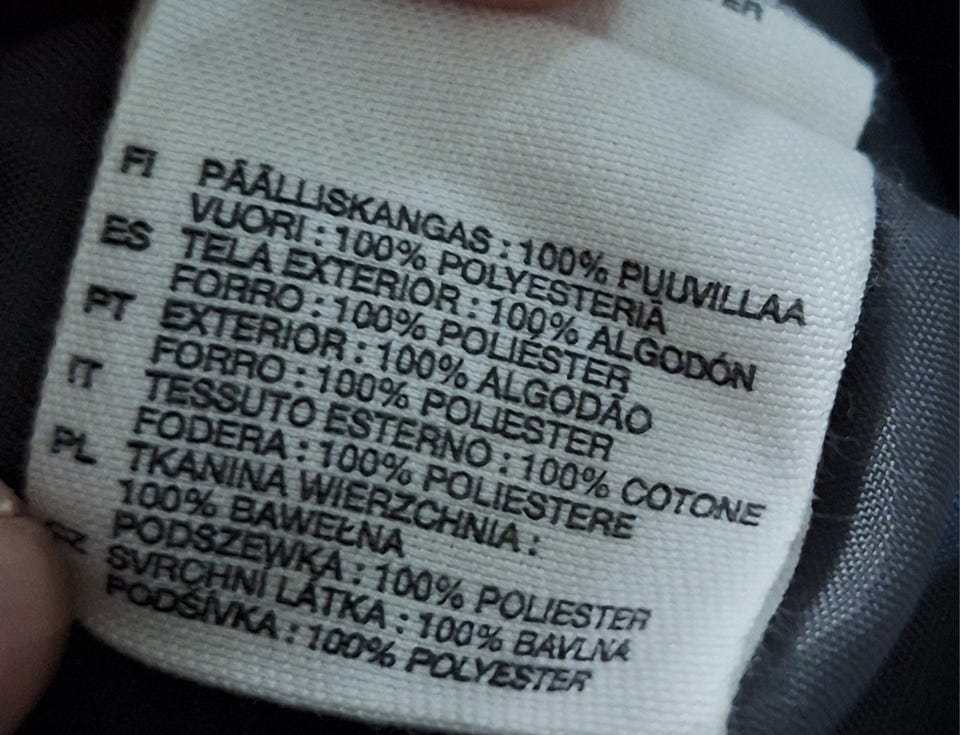 ER
FI PÄÄLLISKANGAS : 100% PUUVILLAA
VUORI : 100% POLYESTERIÄ
ES TELA EXTERIOR : 100% ALGODÓN
FORRO : 100% POLIESTER
PT EXTERIOR : 100% ALGODÃO
FORRO : 100% POLIESTER
IT TESSUTO ESTERNO : 100% COTONE
FODERA : 100% POLIESTERE
PL TKANINA WIERZCHNIA :
100% BAWEŁNA
PODSZEWKA : 100% POLIESTER
SVRCHNÍ LÁTKA : 100% BAVLNA
PODŠÍVKA : 100% POLYESTER